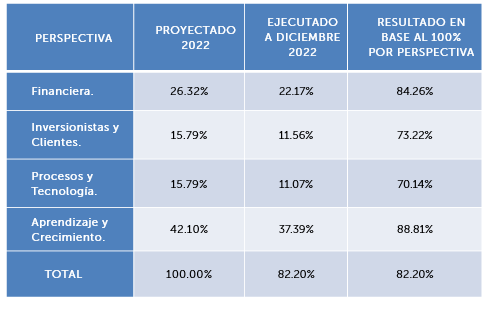 PERSPECTIVA
PROYECTADO
2022
EJECUTADO
A DICIEMBRE
2022
RESULTADO EN
BASE AL 100%
POR PERSPECTIVA
Financiera.
26.32%
22.17%
84.26%
Inversionistas y
Clientes.
15.79%
11.56%
73.22%
Procesos y
Tecnología.
15.79%
11.07%
70.14%
Aprendizaje y
Crecimiento.
42.10%
37.39%
88.81%
TOTAL
100.00%
82.20%
82.20%